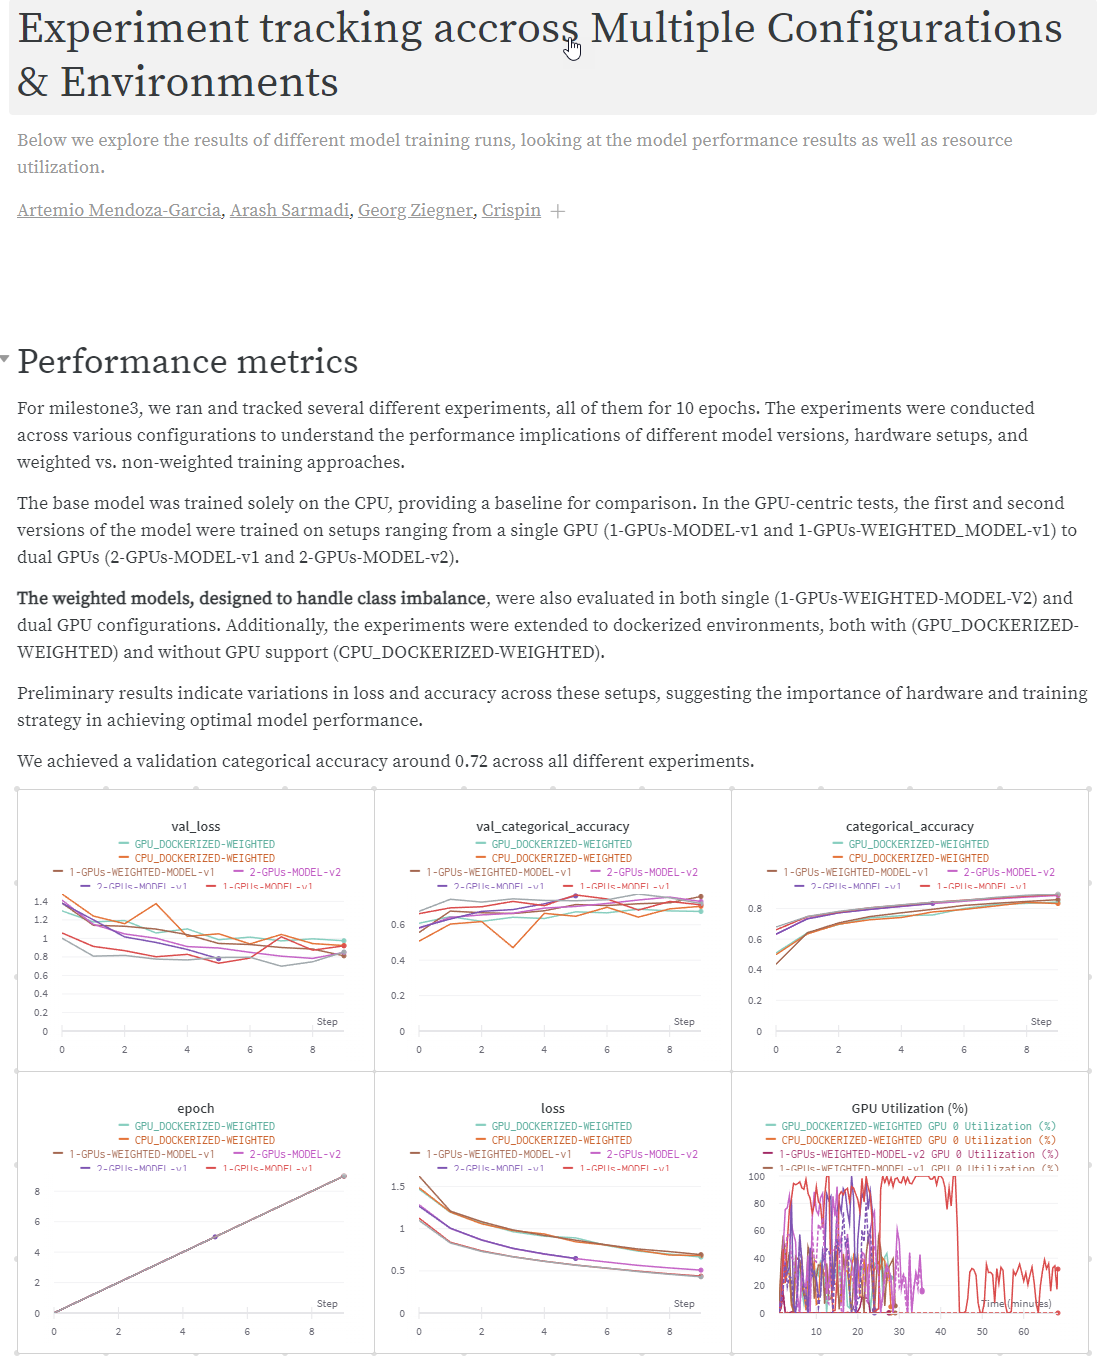 Experiment tracking accross Multiple Configurations
& Environments
Below we explore the results of different model training runs, looking at the model performance results as well as resource
utilization.
Artemio Mendoza-Garcia, Arash Sarmadi, Georg Ziegner, Crispin +
Performance metrics
For milestone3, we ran and tracked several different experiments, all of them for 10 epochs. The experiments were conducted
across various configurations to understand the performance implications of different model versions, hardware setups, and
weighted vs. non-weighted training approaches.
The base model was trained solely on the CPU, providing a baseline for comparison. In the GPU-centric tests, the first and second
versions of the model were trained on setups ranging from a single GPU (1-GPUs-MODEL-v1 and 1-GPUs-WEIGHTED_MODEL-v1) to
dual GPUs (2-GPUs-MODEL-v1 and 2-GPUs-MODEL-v2).
The weighted models, designed to handle class imbalance, were also evaluated in both single (1-GPUs-WEIGHTED-MODEL-V2) and
dual GPU configurations. Additionally, the experiments were extended to dockerized environments, both with (GPU_DOCKERIZED-
WEIGHTED) and without GPU support (CPU_DOCKERIZED-WEIGHTED).
Preliminary results indicate variations in loss and accuracy across these setups, suggesting the importance of hardware and training
strategy in achieving optimal model performance.
We achieved a validation categorical accuracy around 0.72 across all different experiments.
val_loss
GPU_DOCKERIZED-WEIGHTED
CPU_DOCKERIZED-WEIGHTED
1-GPUs-WEIGHTED-MODEL-v1 2-GPUs-MODEL-v2
2-GPUs-MODEL-v1 1-GPUs-MODEL-v1
1.4
1.2
1
0.8
0.6
0.4
0.2
0
Step
0 2 4 6 8
val_categorical_accuracy
GPU_DOCKERIZED-WEIGHTED
CPU_DOCKERIZED-WEIGHTED
1-GPUs-WEIGHTED-MODEL-v1 2-GPUs-MODEL-v2
2-GPUs-MODEL-v1 1-GPUs-MODEL-v1
0.6
0.4
0.2
0
Step
0 2 4 6 8
categorical_accuracy
GPU_DOCKERIZED-WEIGHTED
CPU_DOCKERIZED-WEIGHTED
1-GPUs-WEIGHTED-MODEL-v1 2-GPUs-MODEL-v2
2-GPUs-MODEL-v1 1-GPUs-MODEL-v1
0.8
0.6
0.4
0.2
0
Step
0 2 4 6 8
epoch
GPU_DOCKERIZED-WEIGHTED
CPU_DOCKERIZED-WEIGHTED
1-GPUs-WEIGHTED-MODEL-v1 2-GPUs-MODEL-v2
2-GPUs-MODEL-v1 1-GPUs-MODEL-v1
8
6
4
2
0
Step
0 2 4 6 8
loss
GPU_DOCKERIZED-WEIGHTED
CPU_DOCKERIZED-WEIGHTED
1-GPUs-WEIGHTED-MODEL-v1 2-GPUs-MODEL-v2
2-GPUs-MODEL-v1 1-GPUs-MODEL-v1
1.5
1
0.5
0
Step
0 2 4 6 8
GPU Utilization (%)
GPU_DOCKERIZED-WEIGHTED GPU 0 Utilization (%)
CPU_DOCKERIZED-WEIGHTED GPU 0 Utilization (%)
1-GPUs-WEIGHTED-MODEL-v2 GPU 0 Utilization (%)
1-GPUs-WEIGHTED-MODEL-v1 GPU 0 Utilization (%)
100
80
60
40
20
0
Time (minutes)
10 20 30 40 50 60